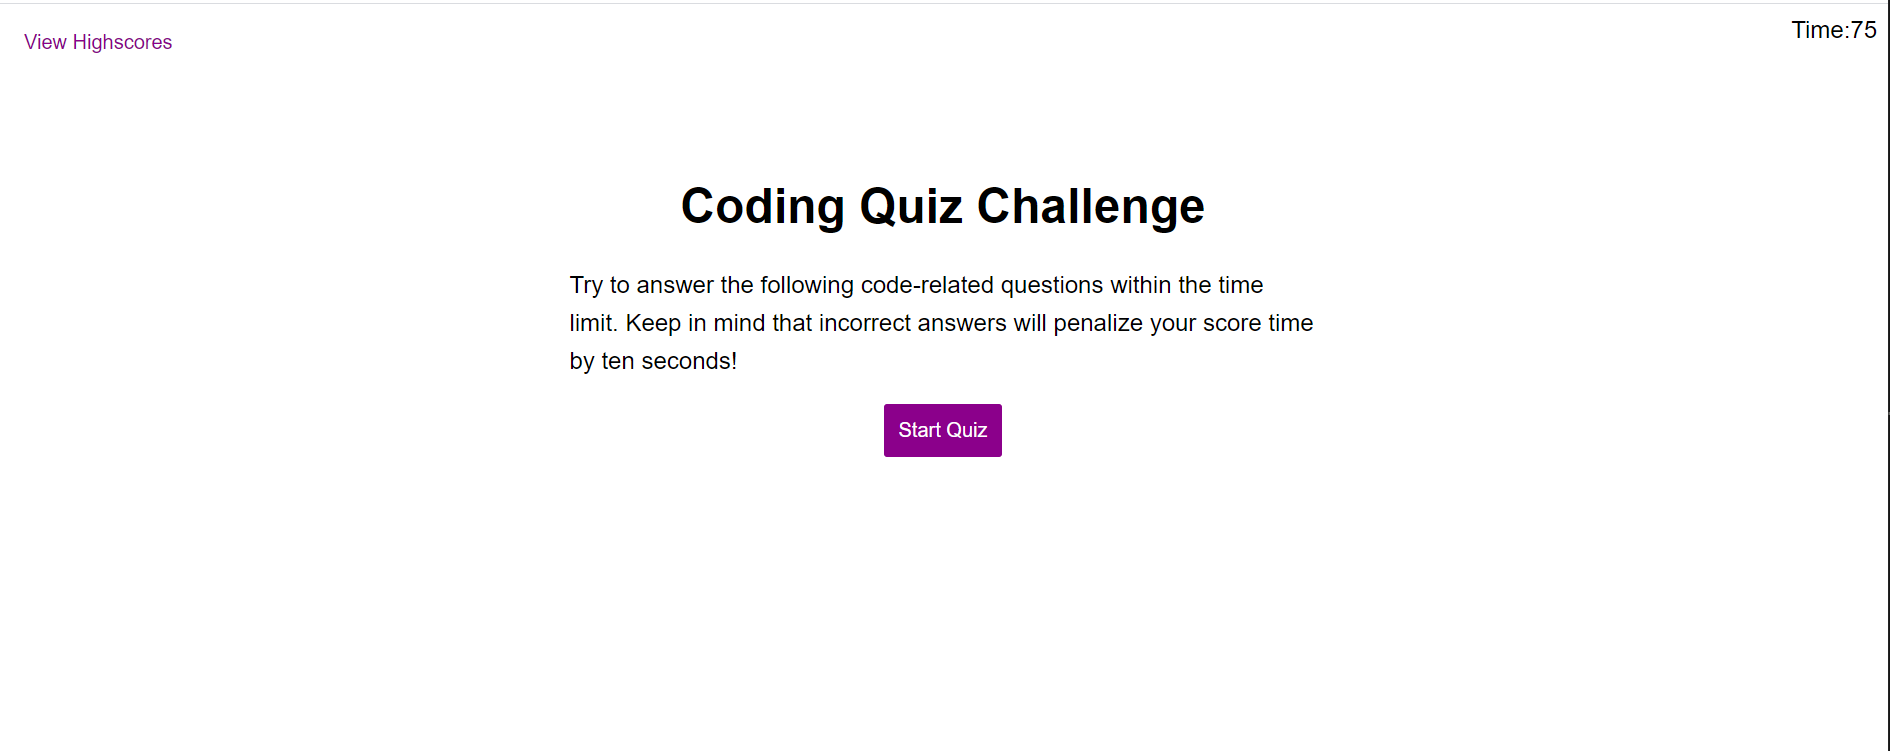 View Highscores
Time:75
Coding Quiz Challenge
Try to answer the following code-related questions within the time
limit. Keep in mind that incorrect answers will penalize your score time
by ten seconds!
Start Quiz